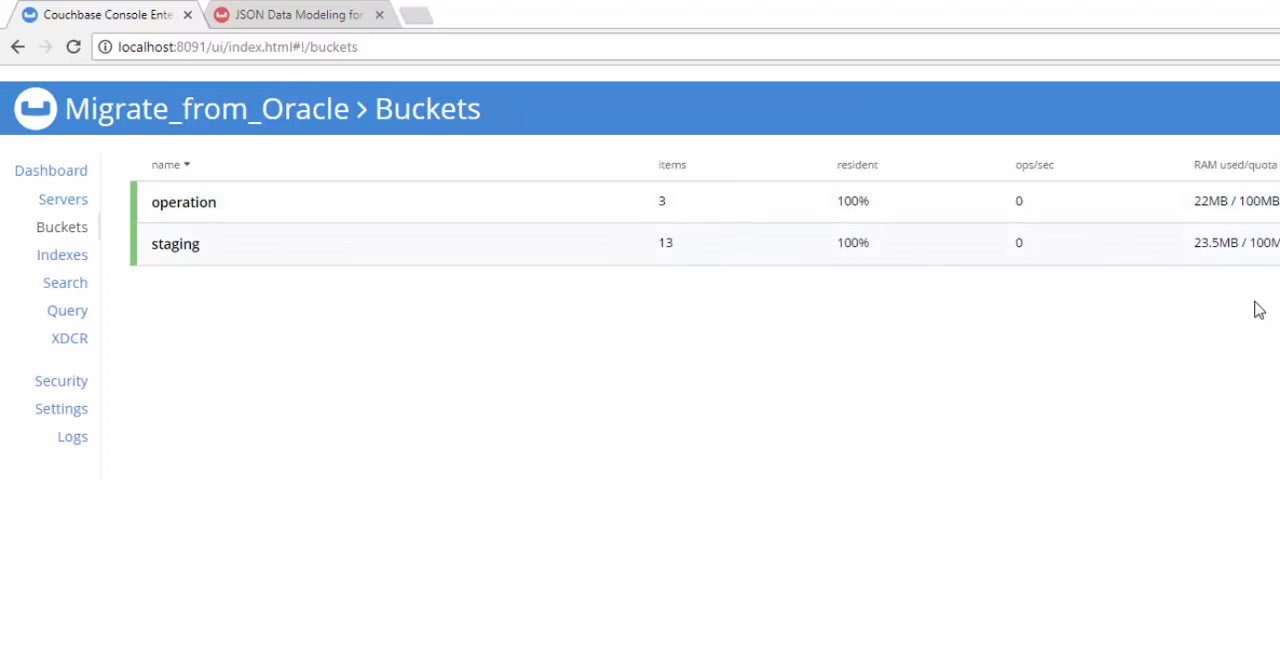 Couchbase Console Ente
JSON Data Modeling for
localhost:8091/ui/index.html#!/buckets
Migrate_from_Oracle > Buckets
Dashboard
Servers
Buckets
Indexes
Search
Query
XDCR
Security
Settings
Logs
name items resident ops/sec RAM used/quota
operation 3 100% 0 22MB / 100MB
staging 13 100% 0 23.5MB / 100M